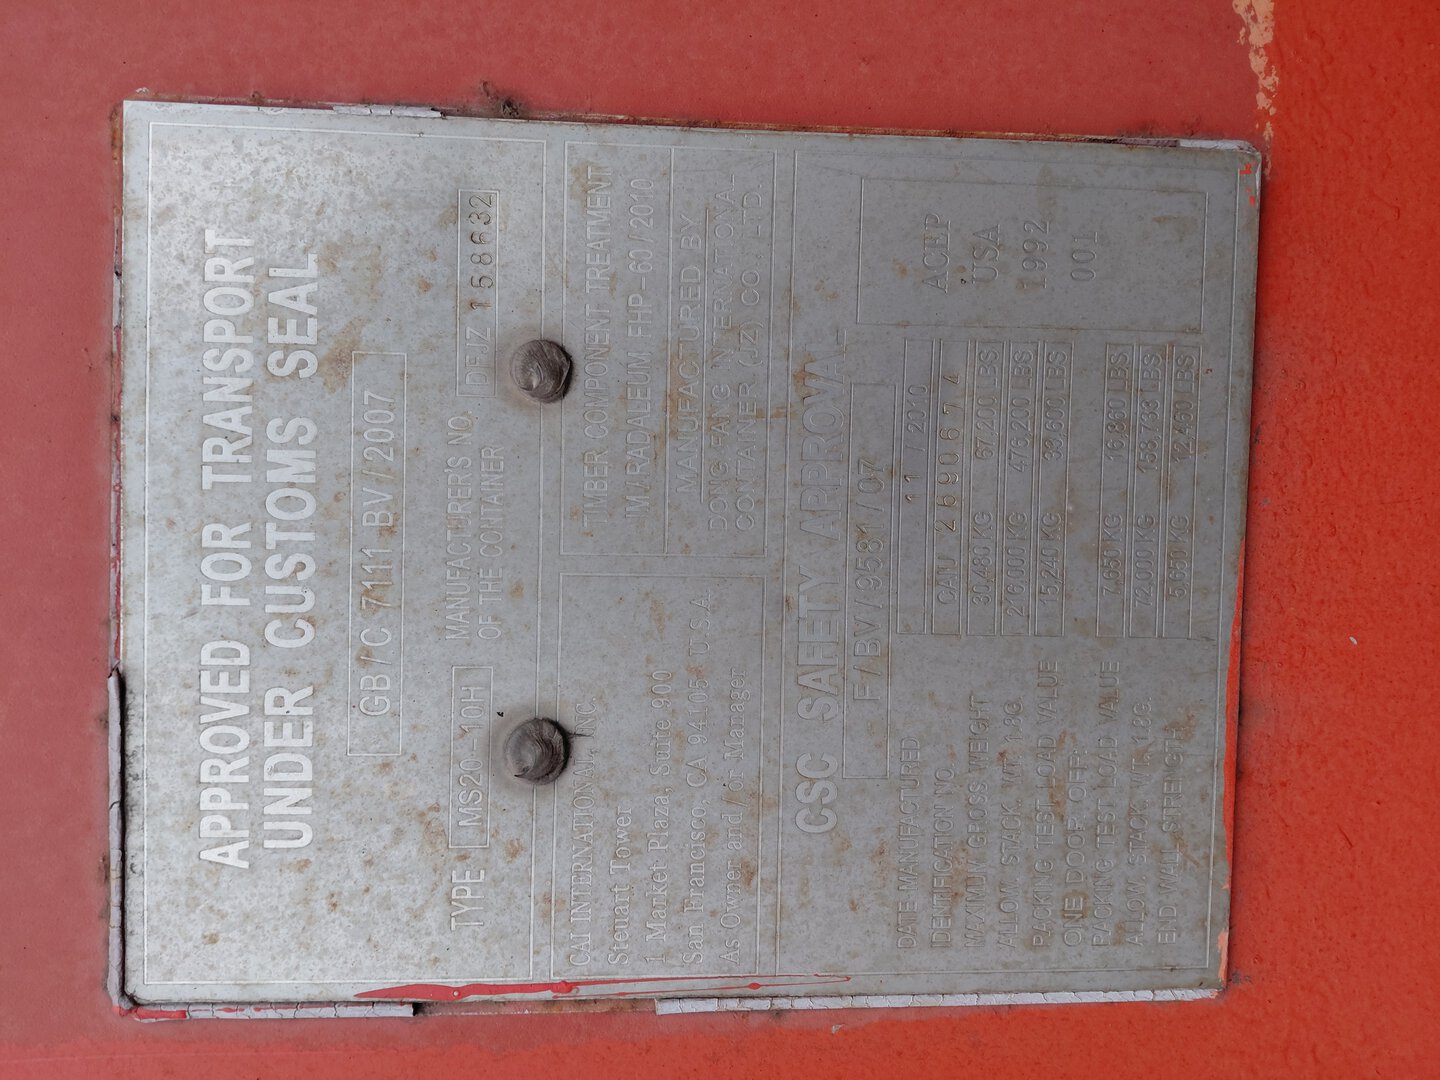 APPROVED FOR TRANSPORT
UNDER CUSTOMS SEAL
GB / C 7111 BV / 2007
TYPE MS20-10H MANUFACTURER'S NO. OF THE CONTAINER DFJZ 158632
CAI INTERNATIONAL, INC.
Steuart Tower
1 Market Plaza, Suite 900
San Francisco, CA 94105 U.S.A.
As Owner and / or Manager
TIMBER COMPONENT TREATMENT
IM / RADALEUM FHP-60 / 2010
MANUFACTURED BY
DONG FANG INTERNATIONAL
CONTAINER (JZ) CO., LTD.
CSC SAFETY APPROVAL
F / BV / 9581 / 07
DATE MANUFACTURED 11 / 2010
IDENTIFICATION NO. CAIU 2690674
MAXIMUM GROSS WEIGHT 30,480 KG 67,200 LBS
ALLOW. STACK. WT. 1.8G. 216,000 KG 476,200 LBS
RACKING TEST LOAD VALUE 15,240 KG 33,600 LBS
ONE DOOR OFF:
RACKING TEST LOAD VALUE 7,650 KG 16,860 LBS
ALLOW. STACK. WT. 1.8G. 72,000 KG 158,733 LBS
END WALL STRENGTH 5,650 KG 12,460 LBS
ACEP
USA
1992
001